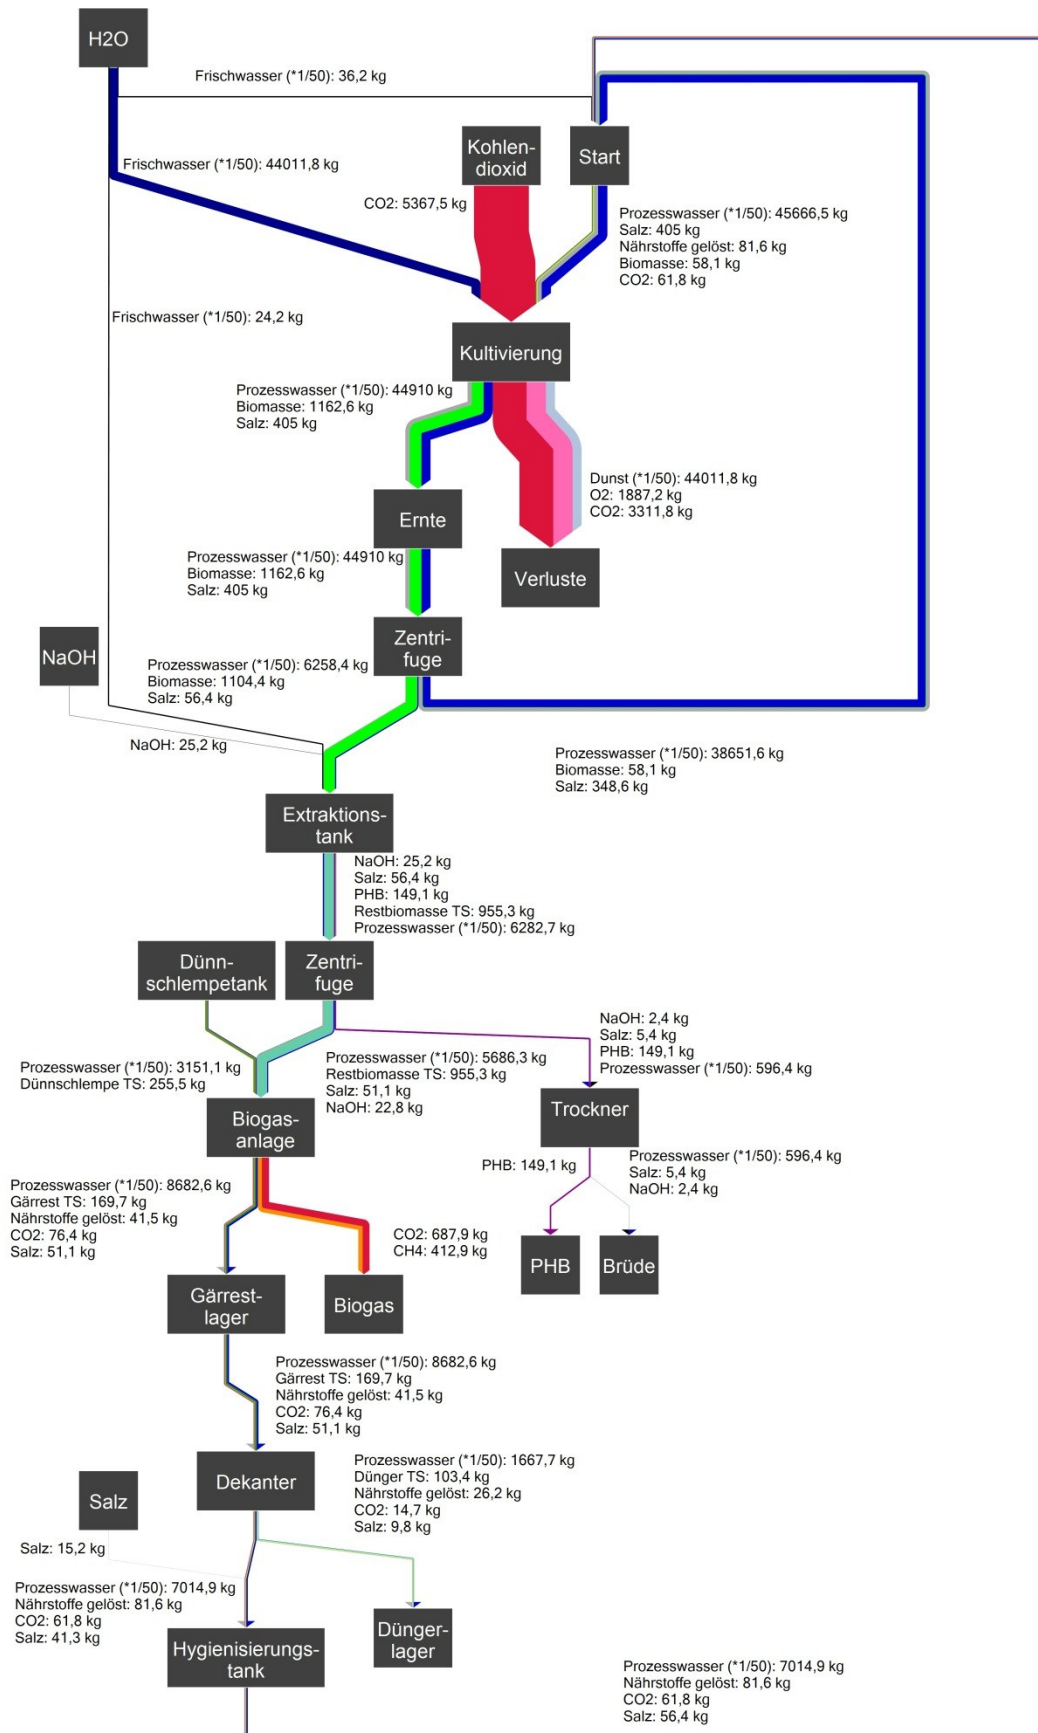 H2O
Frischwasser (*1/50): 36,2 kg
Kohlen-
dioxid
Start
Frischwasser (*1/50): 44011,8 kg
CO2: 5367,5 kg
Prozesswasser (*1/50): 45666,5 kg
Salz: 405 kg
Nährstoffe gelöst: 81,6 kg
Biomasse: 58,1 kg
CO2: 61,8 kg
Frischwasser (*1/50): 24,2 kg
Kultivierung
Prozesswasser (*1/50): 44910 kg
Biomasse: 1162,6 kg
Salz: 405 kg
Dunst (*1/50): 44011,8 kg
O2: 1887,2 kg
CO2: 3311,8 kg
Ernte
Prozesswasser (*1/50): 44910 kg
Biomasse: 1162,6 kg
Salz: 405 kg
Verluste
NaOH
Zentri-
fuge
Prozesswasser (*1/50): 6258,4 kg
Biomasse: 1104,4 kg
Salz: 56,4 kg
NaOH: 25,2 kg
Prozesswasser (*1/50): 38651,6 kg
Biomasse: 58,1 kg
Salz: 348,6 kg
Extraktions-
tank
NaOH: 25,2 kg
Salz: 56,4 kg
PHB: 149,1 kg
Restbiomasse TS: 955,3 kg
Prozesswasser (*1/50): 6282,7 kg
Dünn-
schlempetank
Zentri-
fuge
NaOH: 2,4 kg
Salz: 5,4 kg
PHB: 149,1 kg
Prozesswasser (*1/50): 596,4 kg
Prozesswasser (*1/50): 3151,1 kg
Dünnschlempe TS: 255,5 kg
Prozesswasser (*1/50): 5686,3 kg
Restbiomasse TS: 955,3 kg
Salz: 51,1 kg
NaOH: 22,8 kg
Biogas-
anlage
Trockner
PHB: 149,1 kg
Prozesswasser (*1/50): 596,4 kg
Salz: 5,4 kg
NaOH: 2,4 kg
Prozesswasser (*1/50): 8682,6 kg
Gärrest TS: 169,7 kg
Nährstoffe gelöst: 41,5 kg
CO2: 76,4 kg
Salz: 51,1 kg
CO2: 687,9 kg
CH4: 412,9 kg
PHB
Brüde
Gärrest-
lager
Biogas
Prozesswasser (*1/50): 8682,6 kg
Gärrest TS: 169,7 kg
Nährstoffe gelöst: 41,5 kg
CO2: 76,4 kg
Salz: 51,1 kg
Dekanter
Prozesswasser (*1/50): 1667,7 kg
Dünger TS: 103,4 kg
Nährstoffe gelöst: 26,2 kg
CO2: 14,7 kg
Salz: 9,8 kg
Salz
Salz: 15,2 kg
Prozesswasser (*1/50): 7014,9 kg
Nährstoffe gelöst: 81,6 kg
CO2: 61,8 kg
Salz: 41,3 kg
Hygienisierungs-
tank
Dünger-
lager
Prozesswasser (*1/50): 7014,9 kg
Nährstoffe gelöst: 81,6 kg
CO2: 61,8 kg
Salz: 56,4 kg